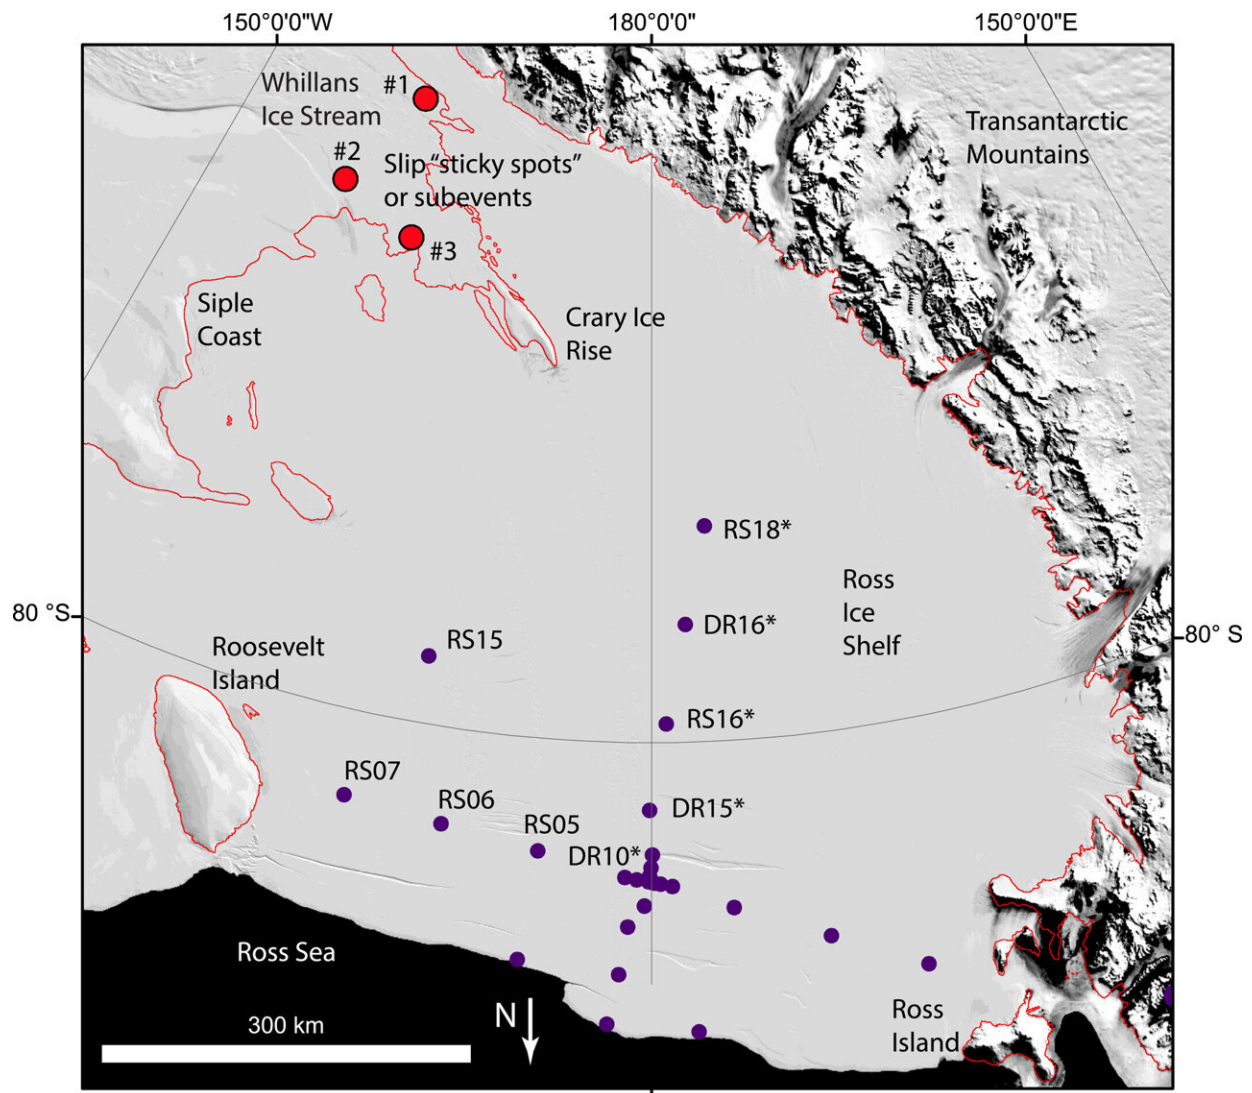 150°0'0"W
180°0'0"
150°0'0"E
Whillans
Ice Stream
#1
#2
Slip "sticky spots"
or subevents
#3
Transantarctic
Mountains
Siple
Coast
Crary Ice
Rise
RS18*
Ross
Ice
Shelf
DR16*
80 °S
80° S
Roosevelt
Island
RS15
RS16*
RS07
RS06
RS05
DR15*
DR10*
Ross Sea
N
300 km
Ross
Island